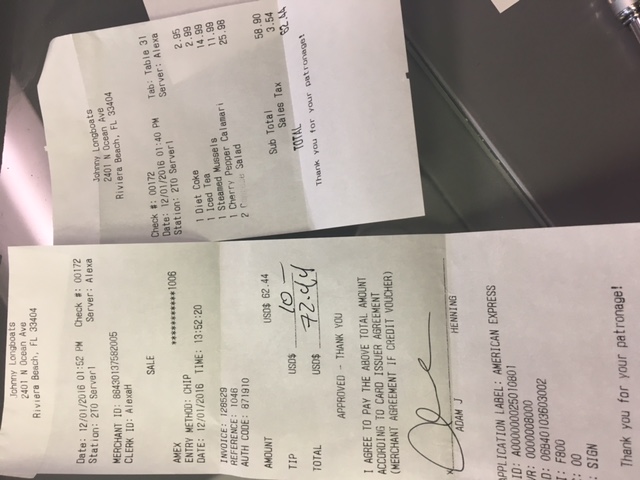 Johnny Longboats
2401 N Ocean Ave
Riviera Beach, FL 33404
Date: 12/01/2016 01:52 PM Check #: 00172
Station: 2TO Server1 Server: Alexa
MERCHANT ID: 86430137582005
CLERK ID: AlexaH
SALE
AMEX ***********1006
ENTRY METHOD: CHIP
DATE: 12/01/2016 TIME: 13:52:20
INVOICE: 128629
REFERENCE: 1046
AUTH CODE: 871910
AMOUNT USD$ 62.44
TIP USD$ 10 —
TOTAL USD$ 72.44
APPROVED - THANK YOU
I AGREE TO PAY THE ABOVE TOTAL AMOUNT
ACCORDING TO CARD ISSUER AGREEMENT
(MERCHANT AGREEMENT IF CREDIT VOUCHER)
X
ADAM J HENNING
APPLICATION LABEL: AMERICAN EXPRESS
ID: A000000025010801
VR: 0000008000
D: 06B40103603002
I: F800
: 00
: SIGN
Thank you for your patronage!
Johnny Longboats
2401 N Ocean Ave
Riviera Beach, FL 33404
Check #: 00172 Tab: Table 31
Date: 12/01/2016 01:40 PM Server: Alexa
Station: 2TO Server1
1 Diet Coke 2.95
1 Iced Tea 2.99
1 Steamed Mussels 14.99
1 Cherry Pepper Calamari 11.99
2 Salad 25.98
Sub Total 58.90
Sales Tax 3.54
TOTAL 62.44
Thank you for your patronage!